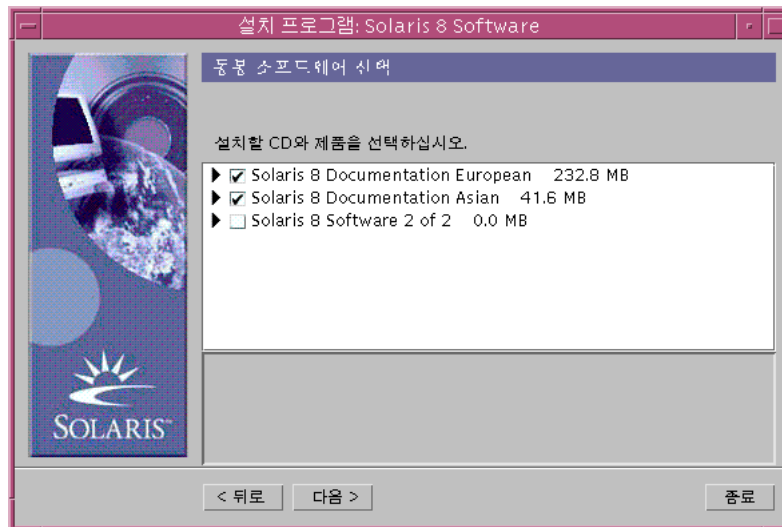 설치 프로그램: Solaris 8 Software
동봉 소프트웨어 선택
설치할 CD와 제품을 선택하십시오.
Solaris 8 Documentation European 232.8 MB
Solaris 8 Documentation Asian 41.6 MB
Solaris 8 Software 2 of 2 0.0 MB
SOLARIS™
< 뒤로
다음 >
종료